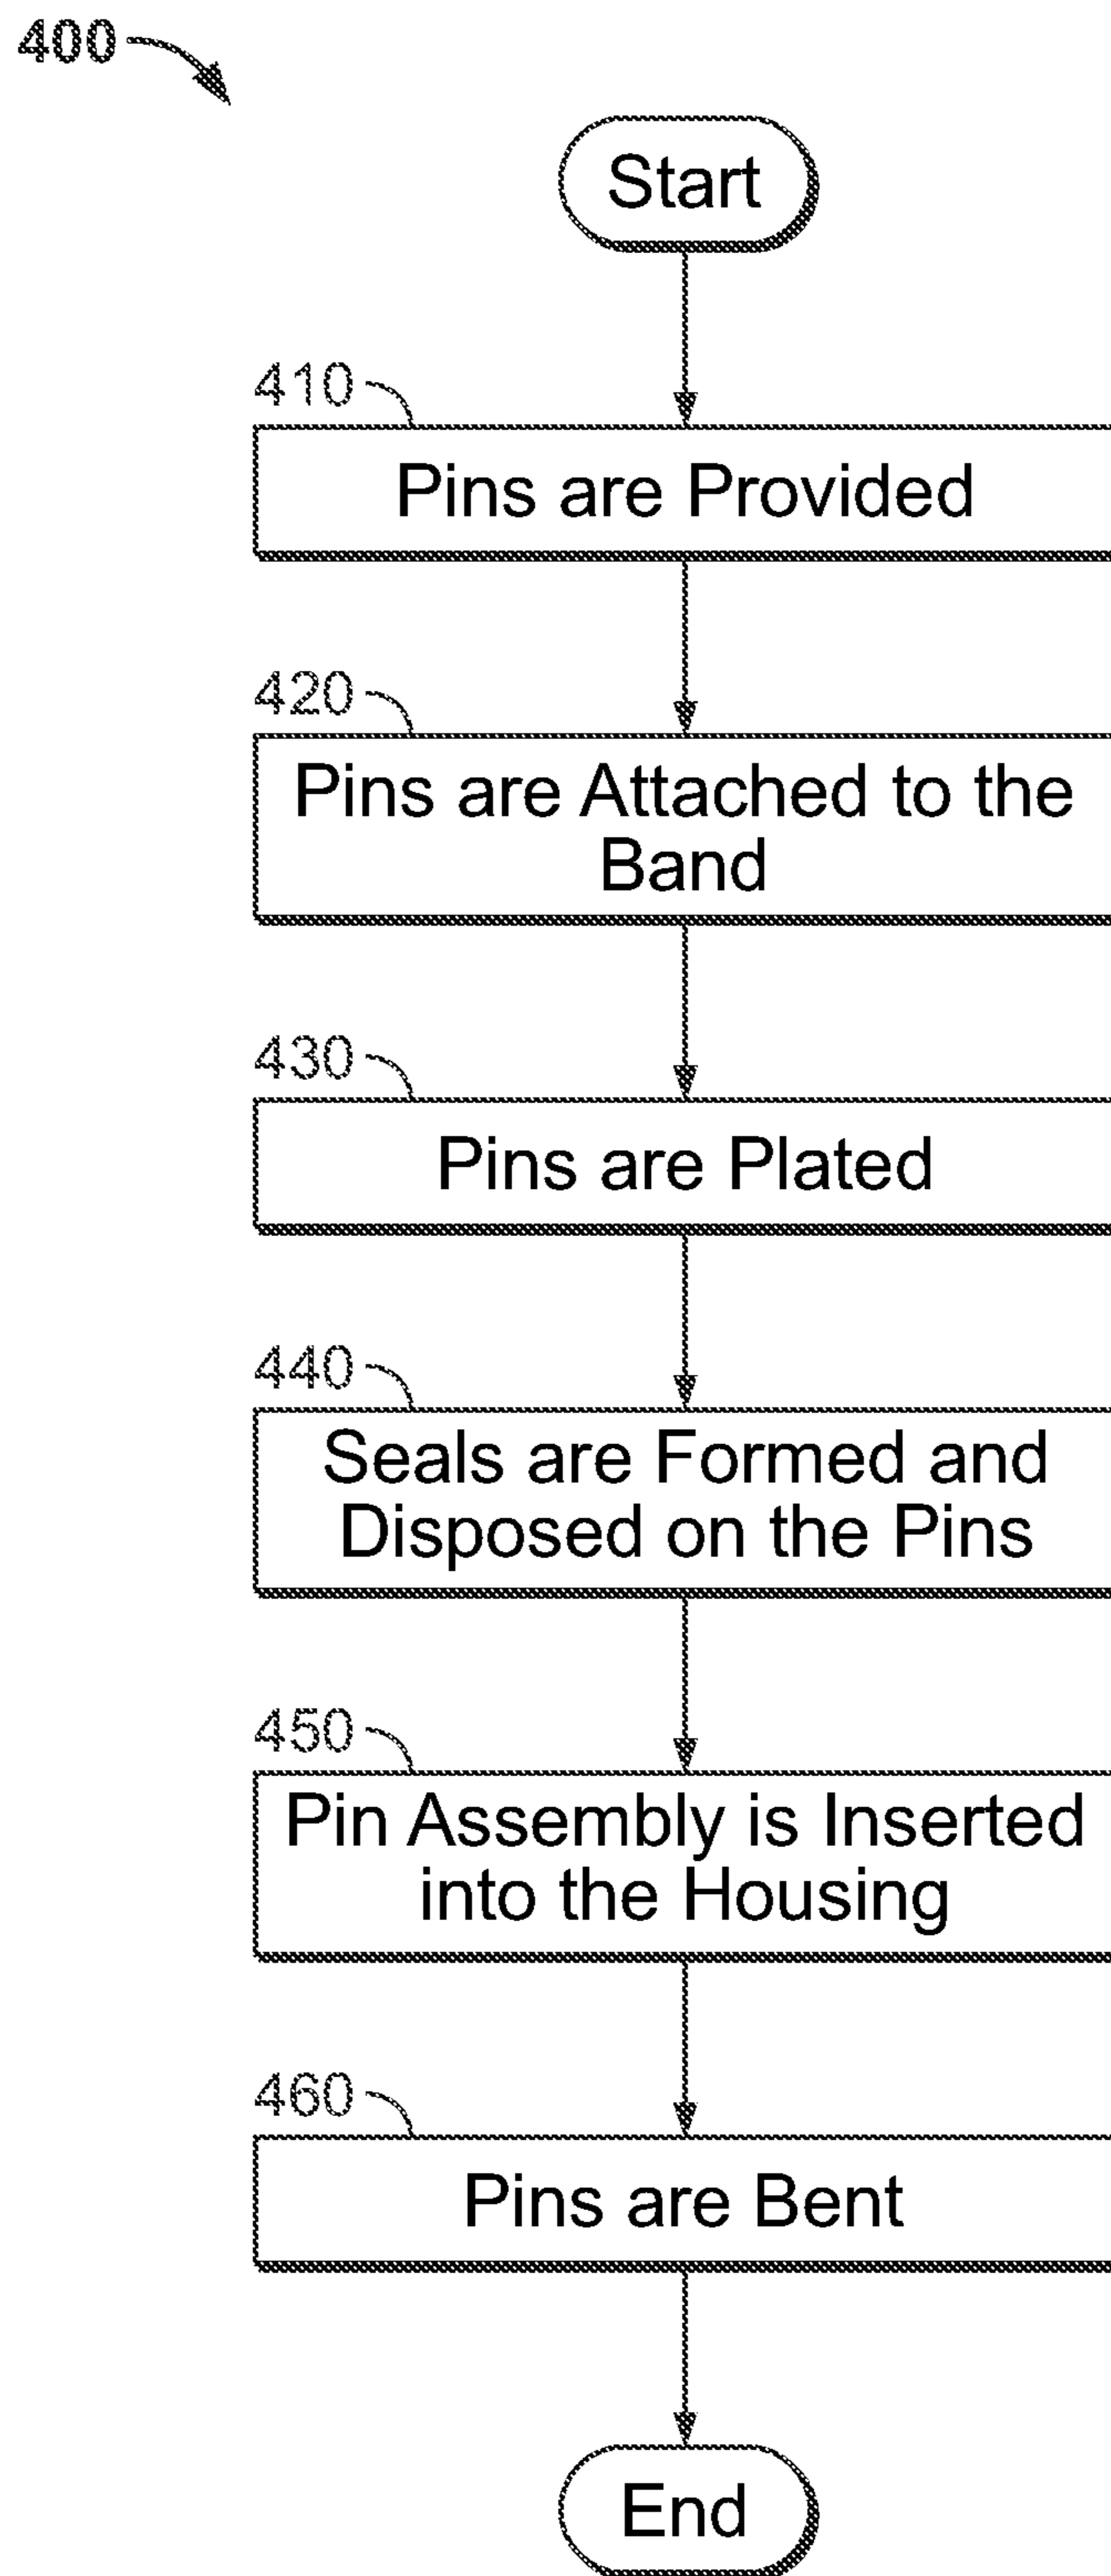 400
Start
410
Pins are Provided
420
Pins are Attached to the
Band
430
Pins are Plated
440
Seals are Formed and
Disposed on the Pins
450
Pin Assembly is Inserted
into the Housing
460
Pins are Bent
End